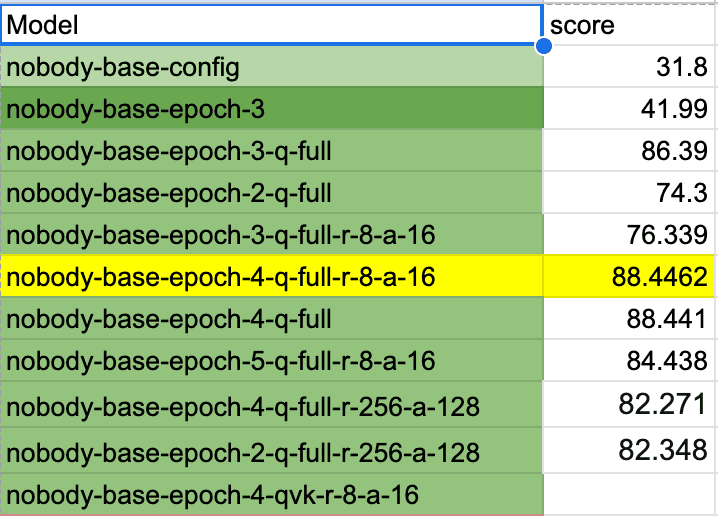 Model score
nobody-base-config 31.8
nobody-base-epoch-3 41.99
nobody-base-epoch-3-q-full 86.39
nobody-base-epoch-2-q-full 74.3
nobody-base-epoch-3-q-full-r-8-a-16 76.339
nobody-base-epoch-4-q-full-r-8-a-16 88.4462
nobody-base-epoch-4-q-full 88.441
nobody-base-epoch-5-q-full-r-8-a-16 84.438
nobody-base-epoch-4-q-full-r-256-a-128 82.271
nobody-base-epoch-2-q-full-r-256-a-128 82.348
nobody-base-epoch-4-qvk-r-8-a-16